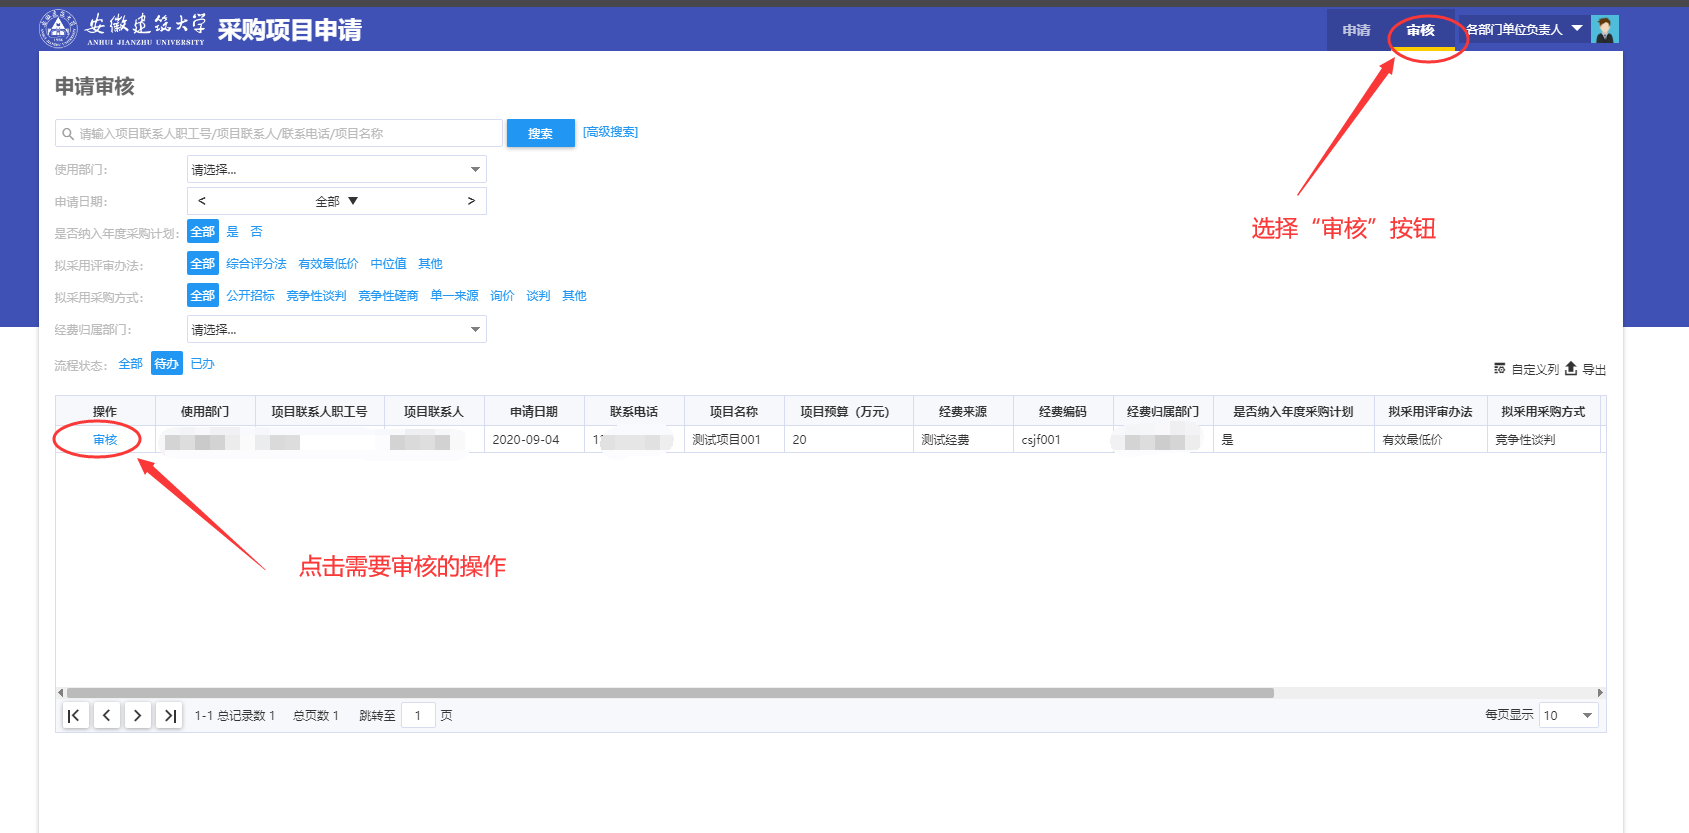 安徽建筑大学
ANHUI JIANZHU UNIVERSITY
采购项目申请
申请 审核 各部门单位负责人
申请审核
请输入项目联系人职工号/项目联系人/联系电话/项目名称 搜索 [高级搜索]
使用部门: 请选择...
申请日期: < 全部 ▼ >
选择“审核”按钮
是否纳入年度采购计划: 全部 是 否
拟采用评审办法: 全部 综合评分法 有效最低价 中位值 其他
拟采用采购方式: 全部 公开招标 竞争性谈判 竞争性磋商 单一来源 询价 谈判 其他
经费归属部门: 请选择...
流程状态: 全部 待办 已办
自定义列 导出
操作 使用部门 项目联系人职工号 项目联系人 申请日期 联系电话 项目名称 项目预算（万元） 经费来源 经费编码 经费归属部门 是否纳入年度采购计划 拟采用评审办法 拟采用采购方式
审核 2020-09-04 测试项目001 20 测试经费 csjf001 是 有效最低价 竞争性谈判
点击需要审核的操作
1-1 总记录数 1 总页数 1 跳转至 1 页 每页显示 10